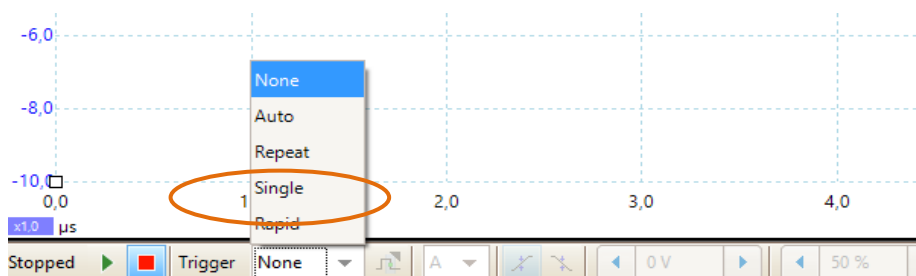 -6,0
None
-8,0
Auto
Repeat
-10,0
Single
0,0 1 2,0 3,0 4,0
Rapid
x1,0 µs
Stopped Trigger None A 0 V 50 %